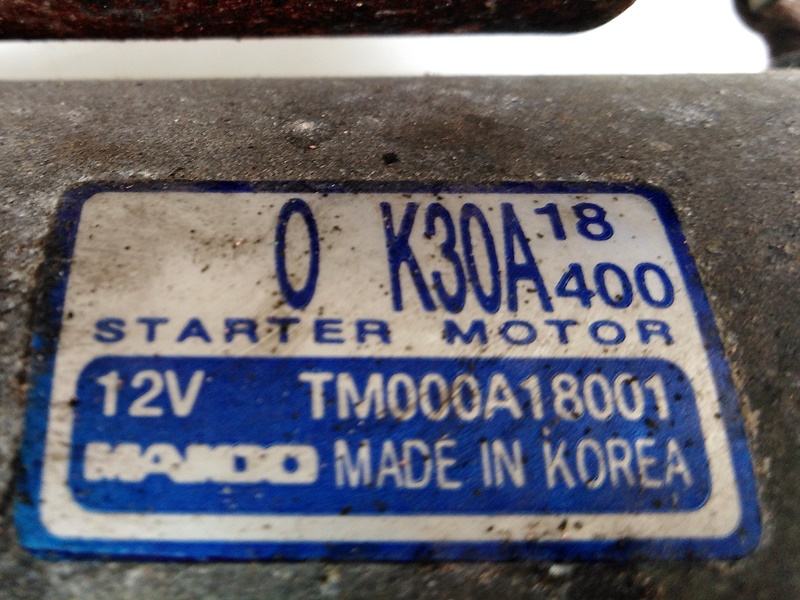 0 K30A 18
400
STARTER MOTOR
12V TM000A18001
MANDO MADE IN KOREA